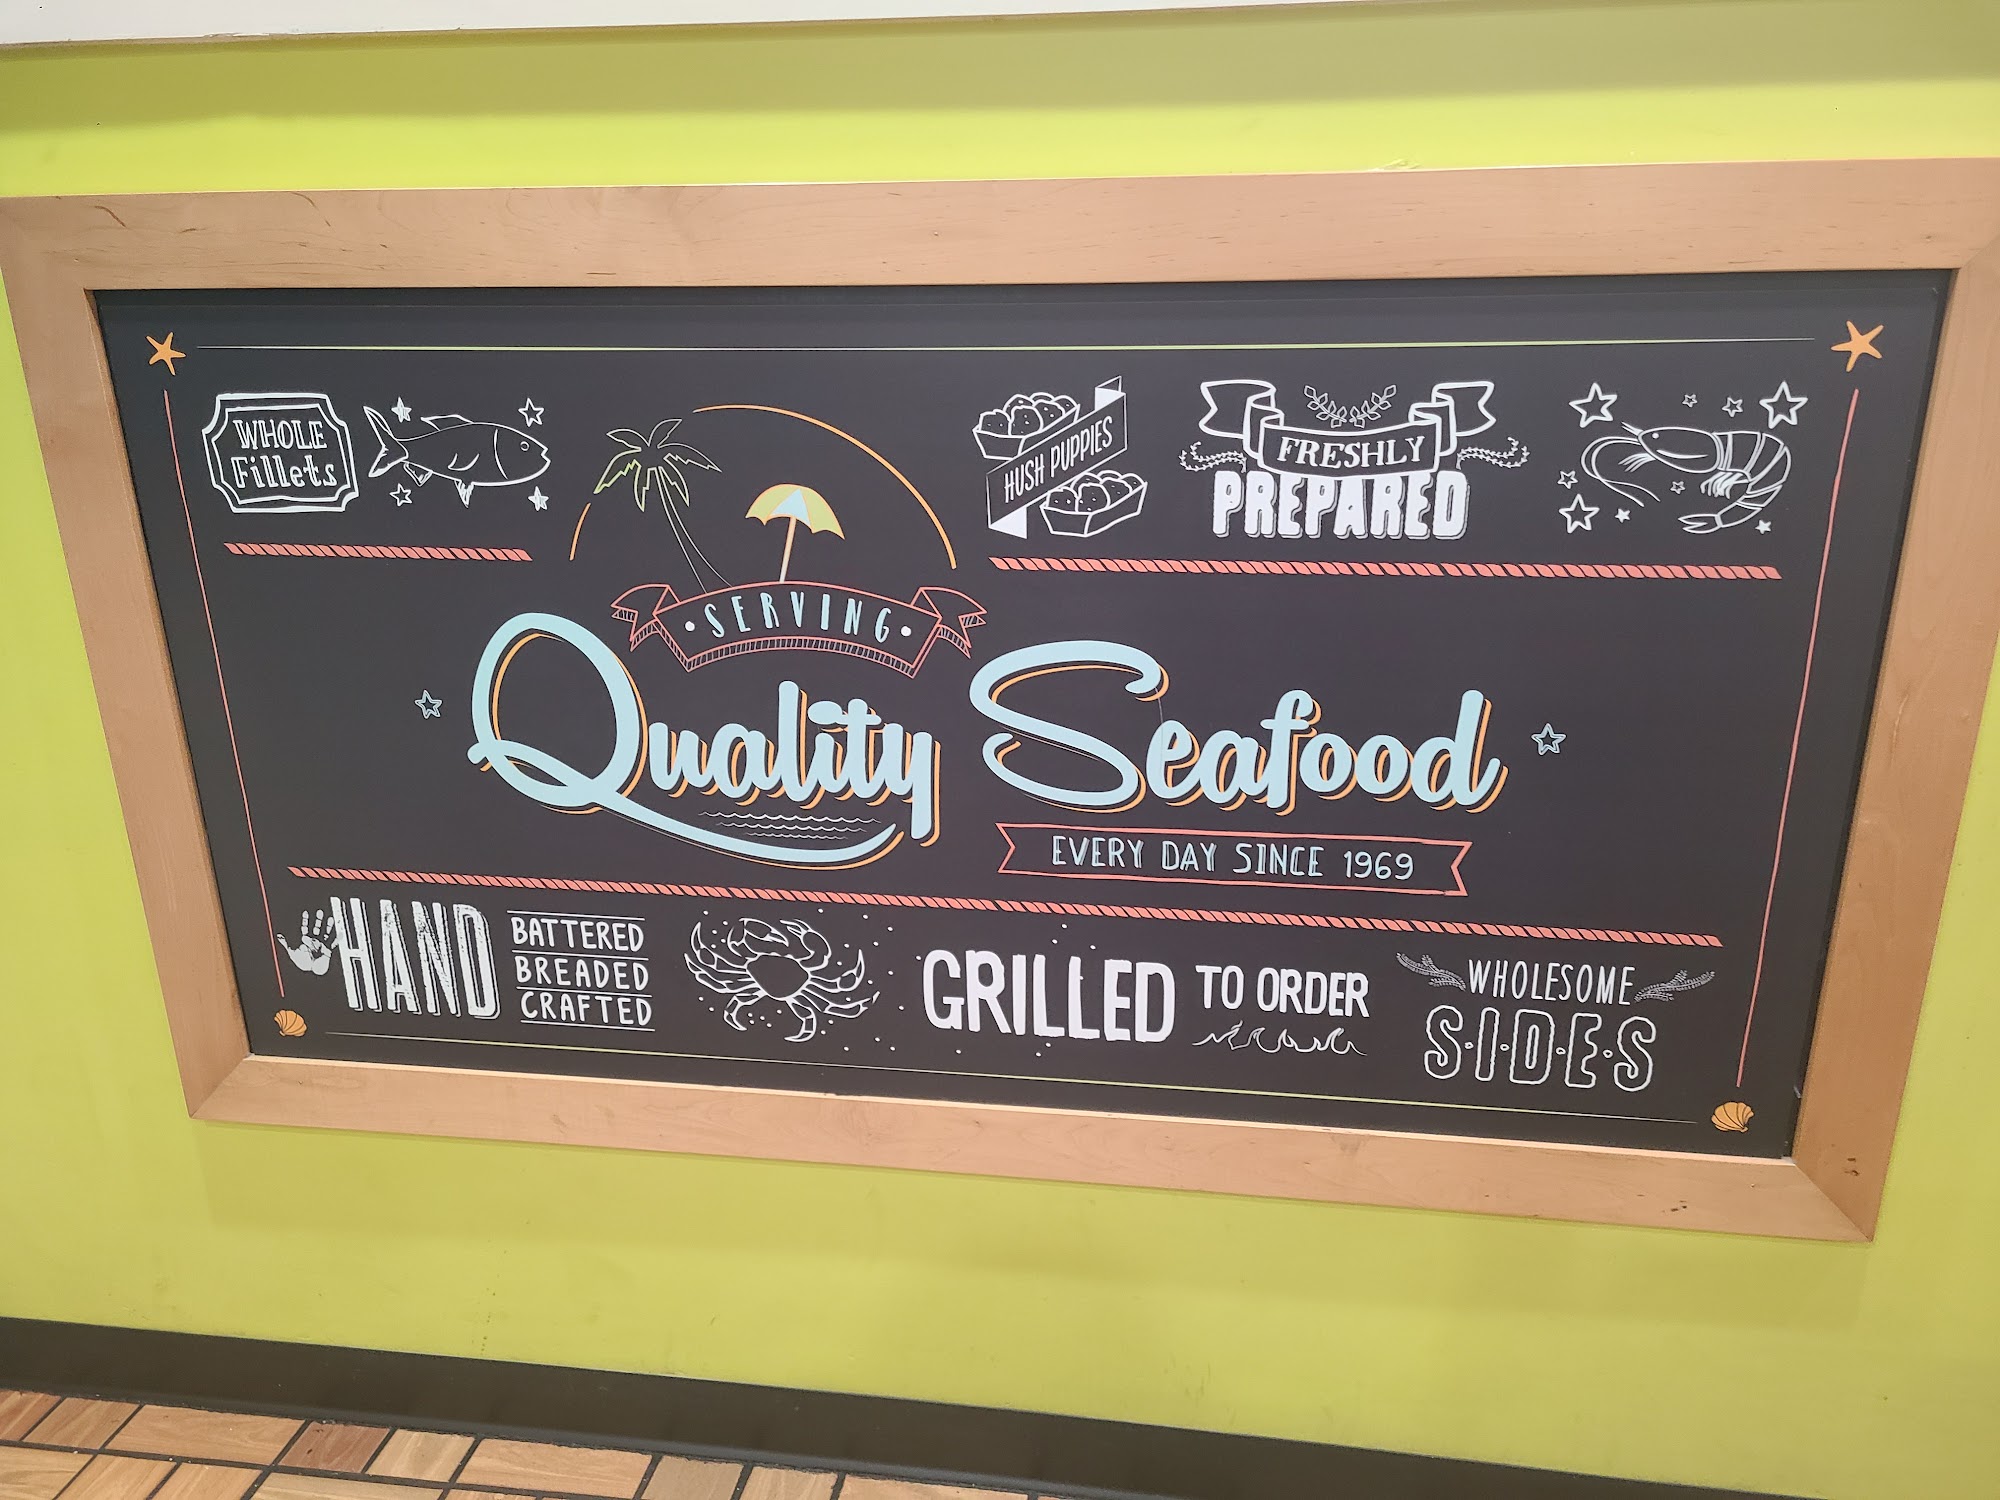 WHOLE
Fillets
HUSH PUPPIES
FRESHLY
PREPARED
SERVING
Quality Seafood
EVERY DAY SINCE 1969
HAND
BATTERED
BREADED
CRAFTED
GRILLED TO ORDER
WHOLESOME
S·I·D·E·S